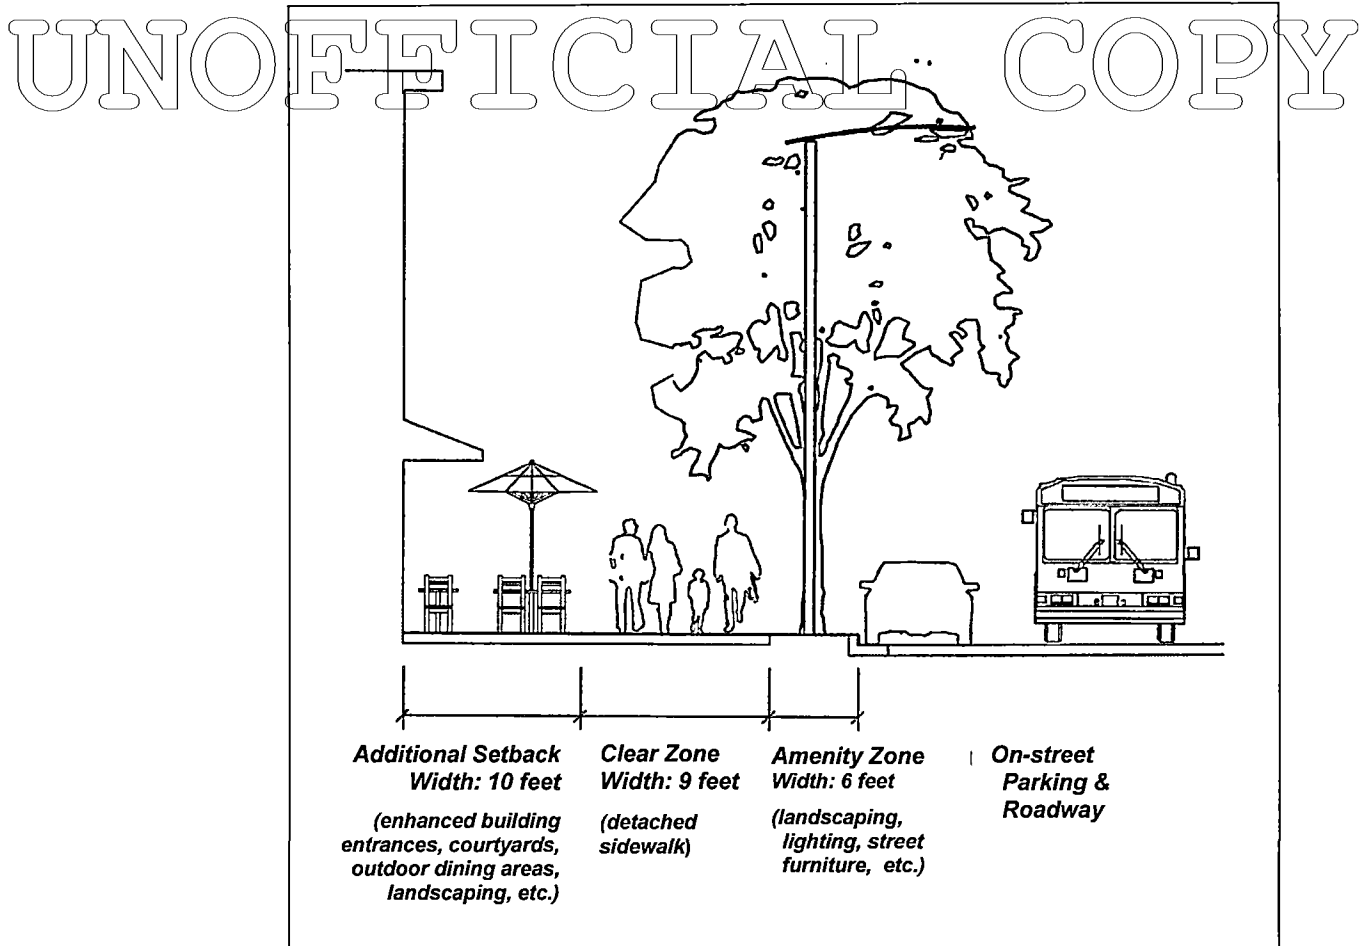 UNOFFICIAL COPY
Additional Setback
Width: 10 feet
(enhanced building
entrances, courtyards,
outdoor dining areas,
landscaping, etc.)
Clear Zone
Width: 9 feet
(detached
sidewalk)
Amenity Zone
Width: 6 feet
(landscaping,
lighting, street
furniture, etc.)
On-street
Parking &
Roadway